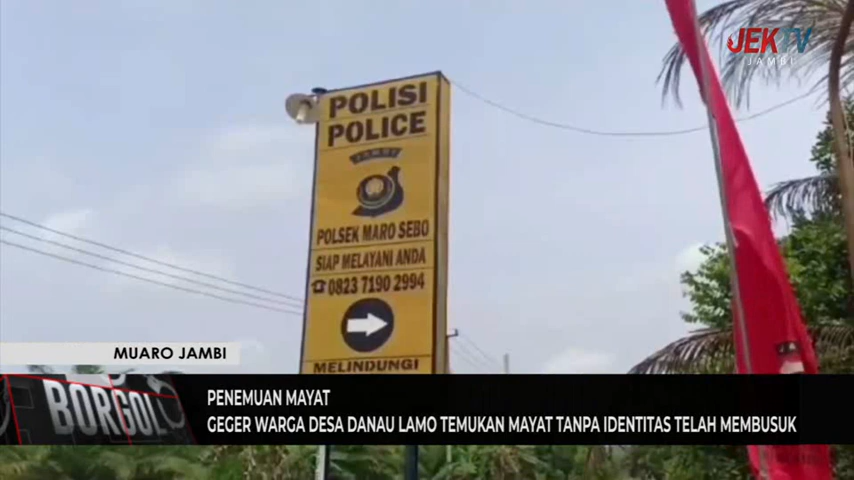 JEKTV
JAMBI
POLISI
POLICE
JAMBI
POLSEK MARO SEBO
SIAP MELAYANI ANDA
☎0823 7190 2994
MELINDUNGI
MUARO JAMBI
BORGOL
PENEMUAN MAYAT
GEGER WARGA DESA DANAU LAMO TEMUKAN MAYAT TANPA IDENTITAS TELAH MEMBUSUK